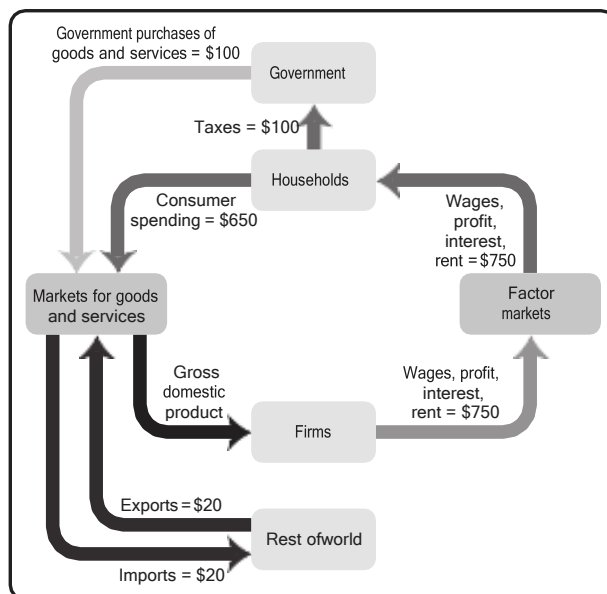 Government purchases of
goods and services = $100
Government
Taxes = $100
Households
Consumer
spending = $650
Wages,
profit,
interest,
rent = $750
Markets for goods
and services
Factor
markets
Gross
domestic
product
Wages, profit,
interest,
rent = $750
Firms
Exports = $20
Rest ofworld
Imports = $20